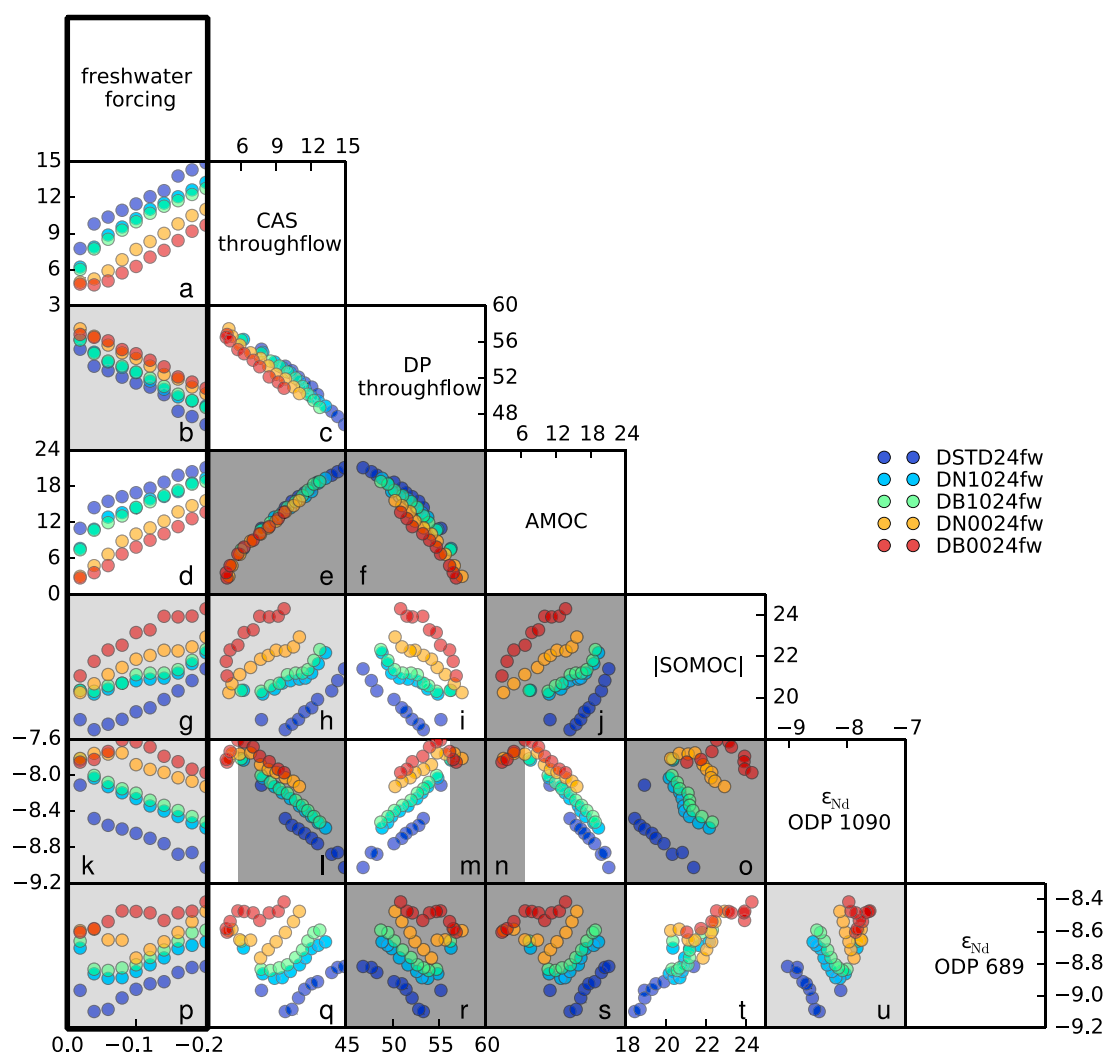 freshwater
forcing
6 9 12 15
15
12
9
6
3
a
CAS
throughflow
60
56
52
48
b
c
DP
throughflow
6 12 18 24
24
18
12
6
0
d
e
f
AMOC
DSTD24fw
DN1024fw
DB1024fw
DN0024fw
DB0024fw
24
22
20
g
h
i
j
|SOMOC|
−9 −8 −7
−7.6
−8.0
−8.4
−8.8
−9.2
k
l
m
n
o
εNd
ODP 1090
−8.4
−8.6
−8.8
−9.0
−9.2
p
q
r
s
t
u
εNd
ODP 689
0.0 −0.1 −0.2 45 50 55 60 18 20 22 24